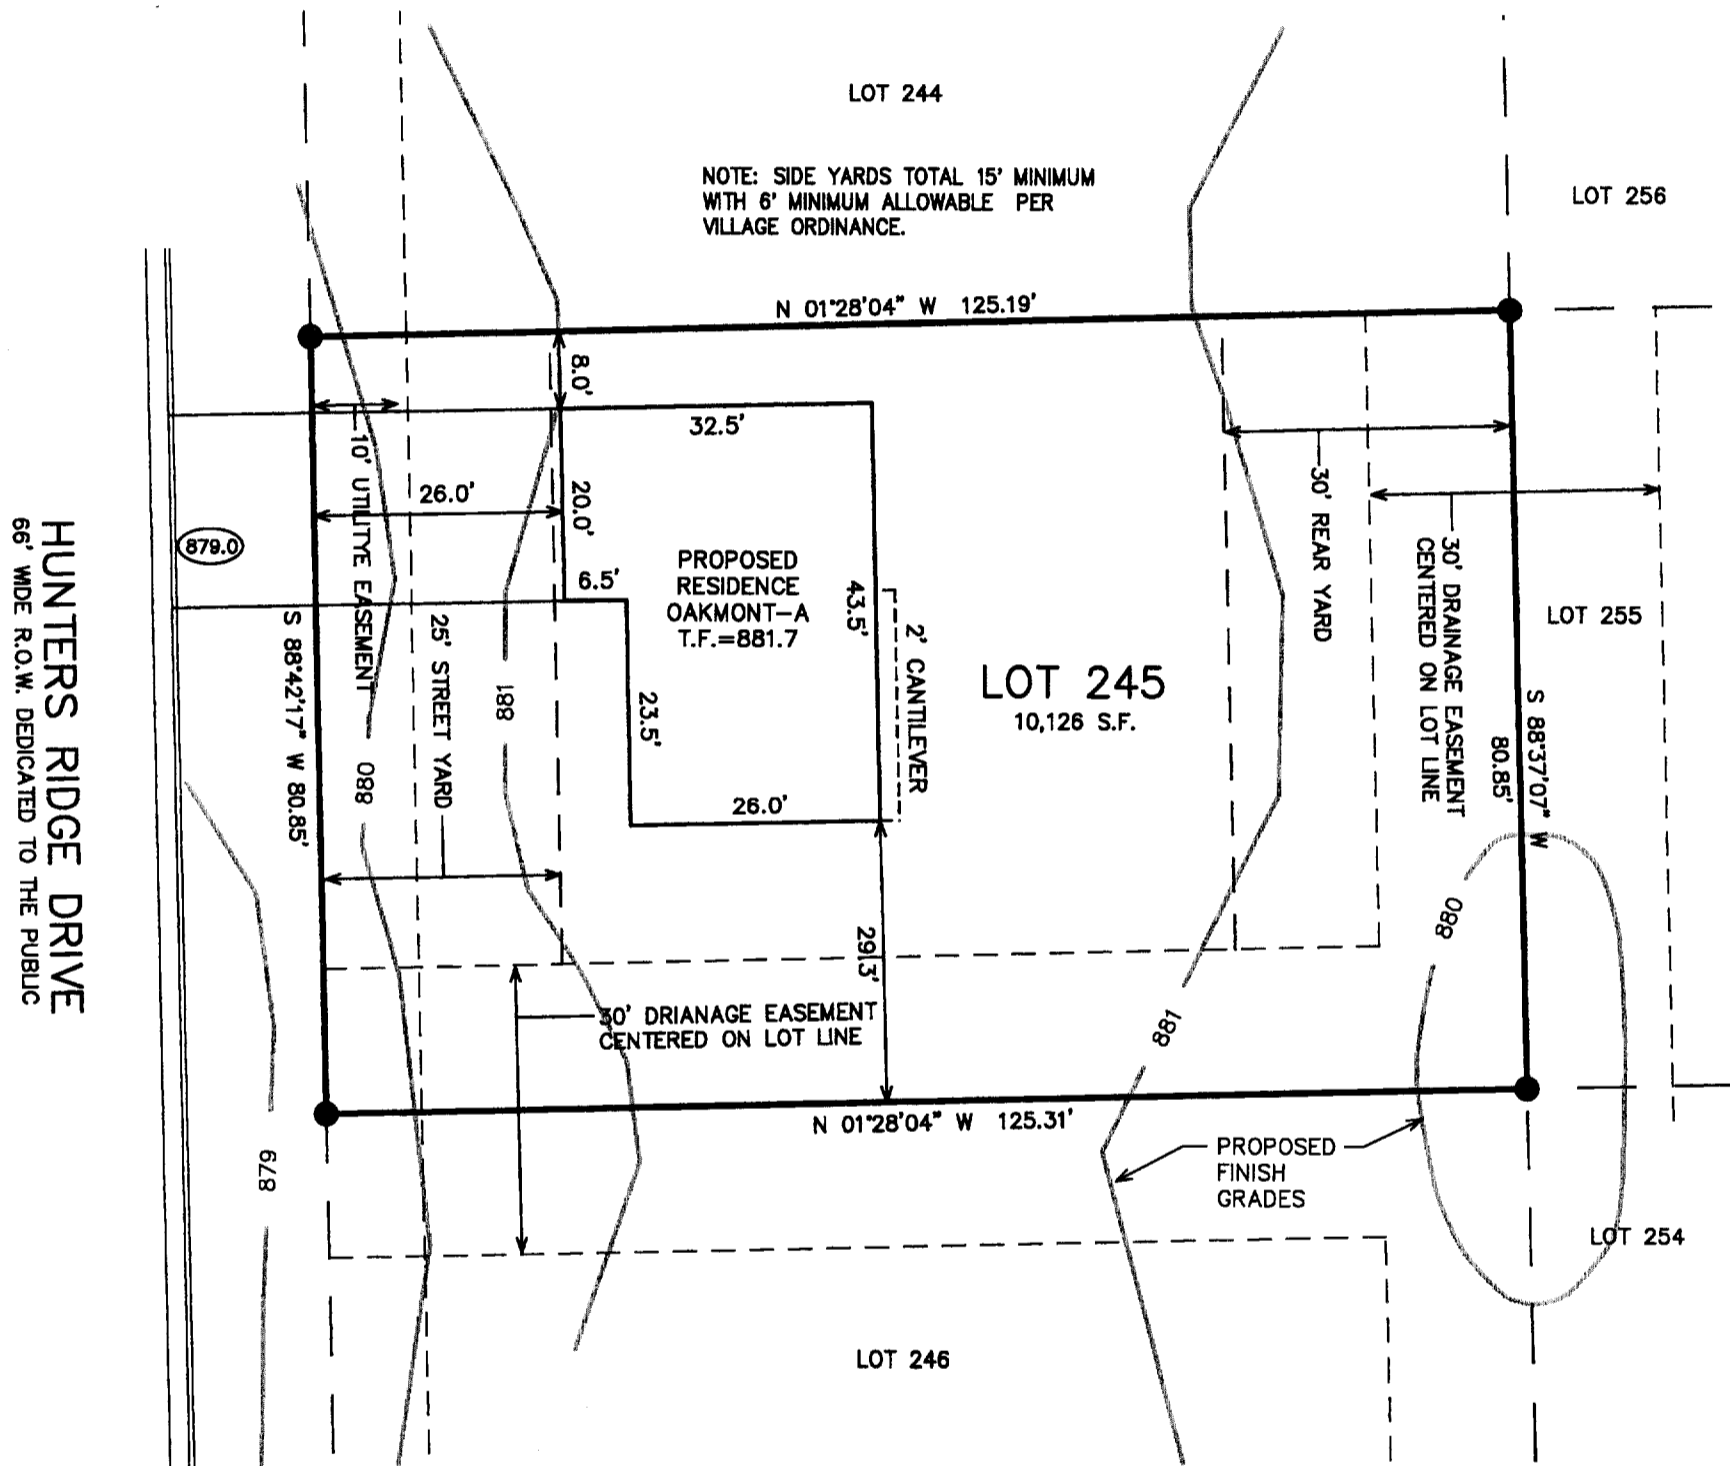 LOT 244
NOTE: SIDE YARDS TOTAL 15' MINIMUM
WITH 6' MINIMUM ALLOWABLE PER
VILLAGE ORDINANCE.
LOT 256
N 01°28'04" W 125.19'
8.0'
32.5'
10' UTILITYE EASEMENT
26.0'
20.0'
879.0
6.5'
PROPOSED
RESIDENCE
OAKMONT-A
T.F.=881.7
43.5'
2' CANTILEVER
30' REAR YARD
30' DRAINAGE EASEMENT
CENTERED ON LOT LINE
LOT 255
HUNTERS RIDGE DRIVE
66' WIDE R.O.W. DEDICATED TO THE PUBLIC
S 88°42'17" W 80.85'
25' STREET YARD
881
880
23.5'
26.0'
LOT 245
10,126 S.F.
S 88°37'07" W
80.85'
880
29.3'
30' DRIANAGE EASEMENT
CENTERED ON LOT LINE
881
N 01°28'04" W 125.31'
PROPOSED
FINISH
GRADES
879
LOT 254
LOT 246